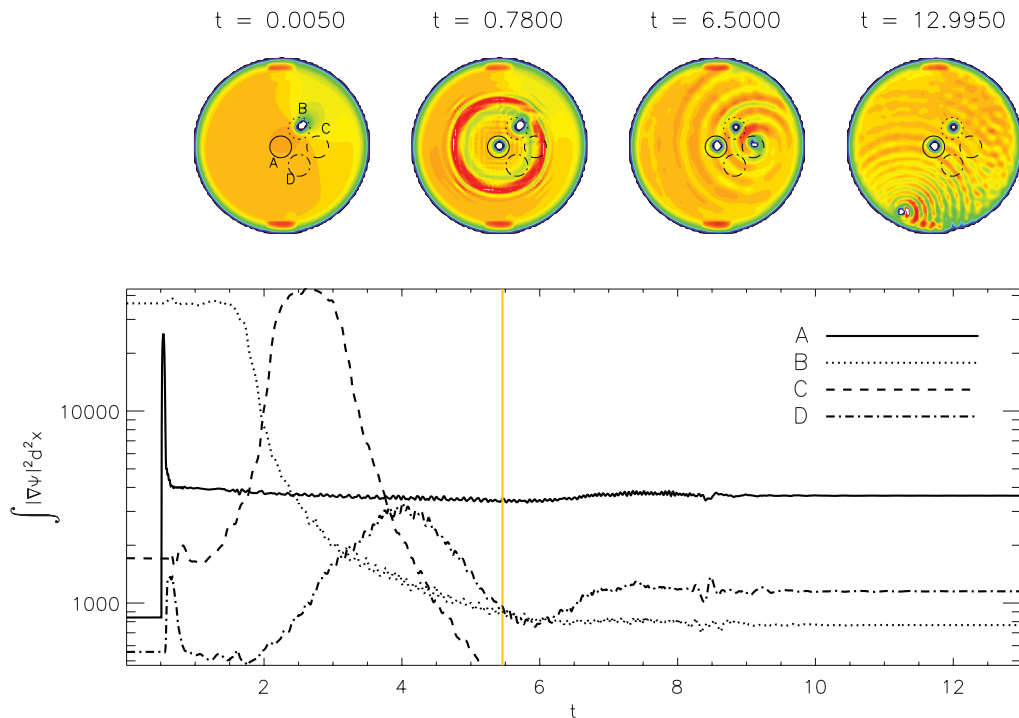 t = 0.0050 t = 0.7800 t = 6.5000 t = 12.9950
B
C
A
D
A
B
C
D
10000
1000
∫ |∇ψ|²d²x
2 4 6 8 10 12
t